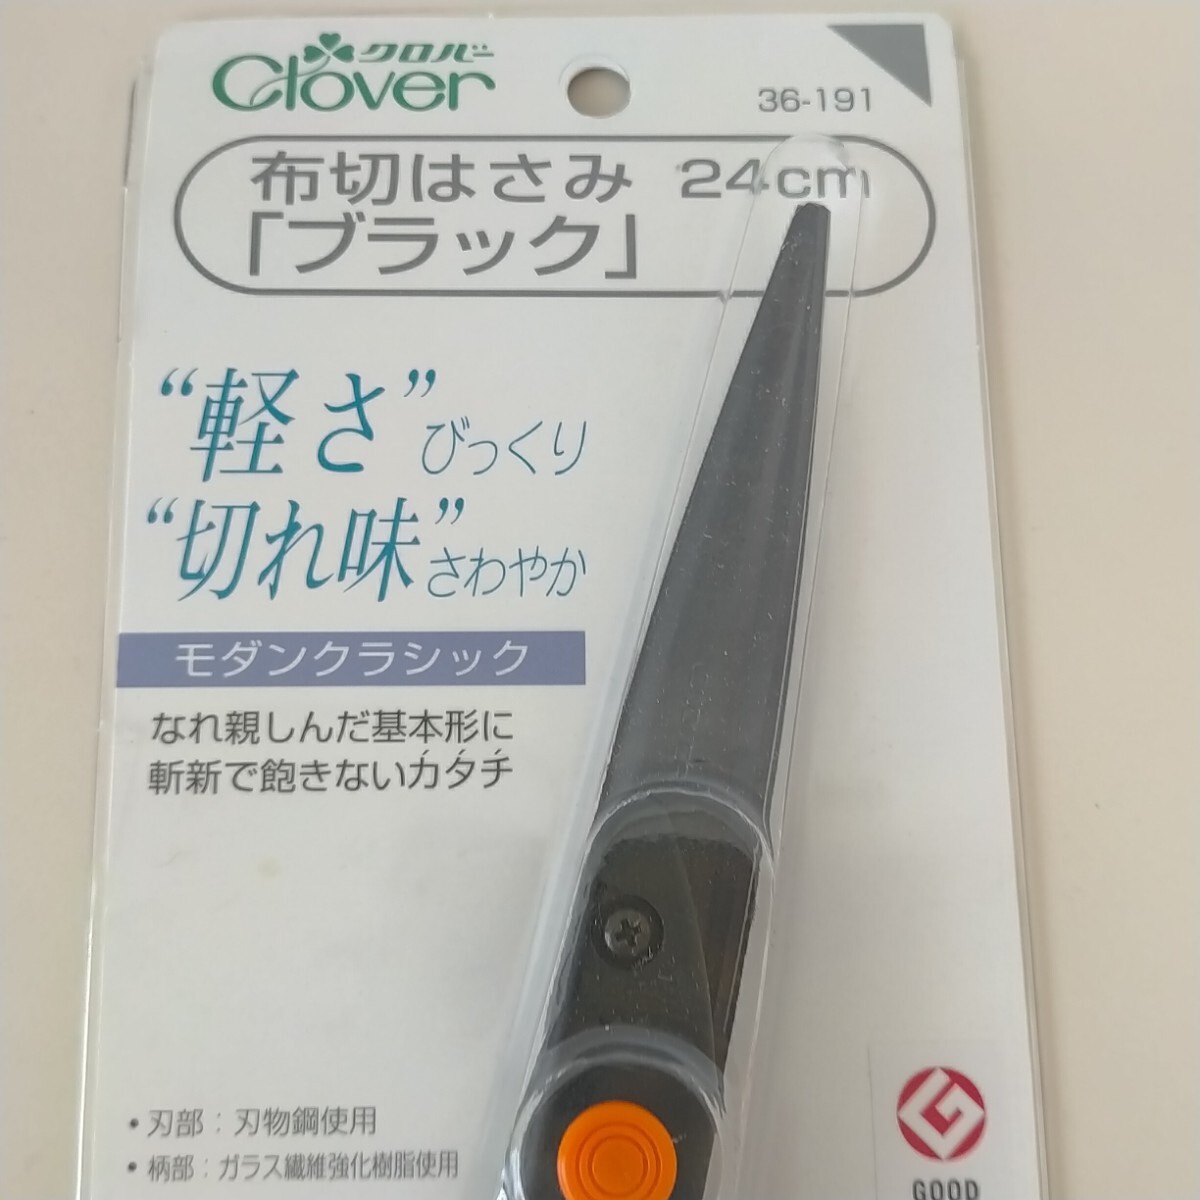 クロバー
Clover
36-191
布切はさみ 24cm
「ブラック」
“軽さ”びっくり
“切れ味”さわやか
モダンクラシック
なれ親しんだ基本形に
斬新で飽きないカタチ
・刃部：刃物鋼使用
・柄部：ガラス繊維強化樹脂使用
G
GOOD